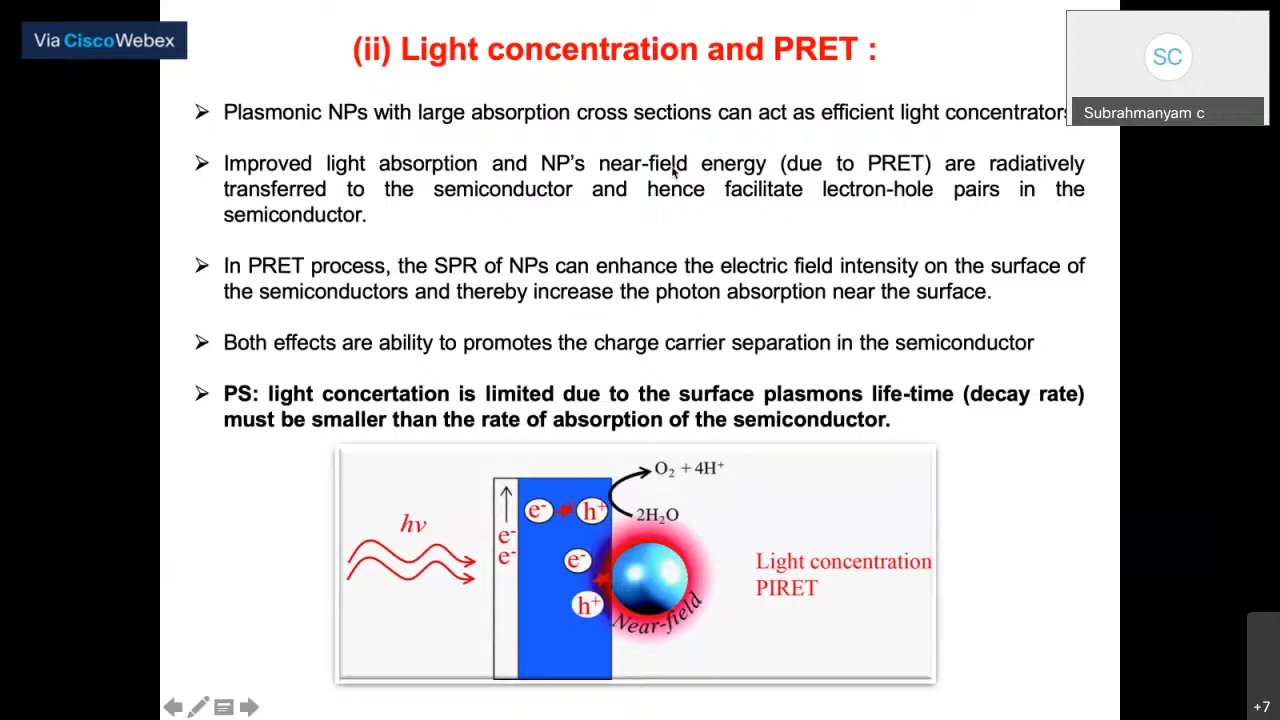 Via CiscoWebex
(ii) Light concentration and PRET :
SC
Subrahmanyam c
➢ Plasmonic NPs with large absorption cross sections can act as efficient light concentrators
➢ Improved light absorption and NP's near-field energy (due to PRET) are radiatively
transferred to the semiconductor and hence facilitate lectron-hole pairs in the
semiconductor.
➢ In PRET process, the SPR of NPs can enhance the electric field intensity on the surface of
the semiconductors and thereby increase the photon absorption near the surface.
➢ Both effects are ability to promotes the charge carrier separation in the semiconductor
➢ PS: light concertation is limited due to the surface plasmons life-time (decay rate)
must be smaller than the rate of absorption of the semiconductor.
O₂ + 4H⁺
e⁻ h⁺
2H₂O
hν
e⁻
e⁻
e⁻
h⁺
Near-field
Light concentration
PIRET
+7